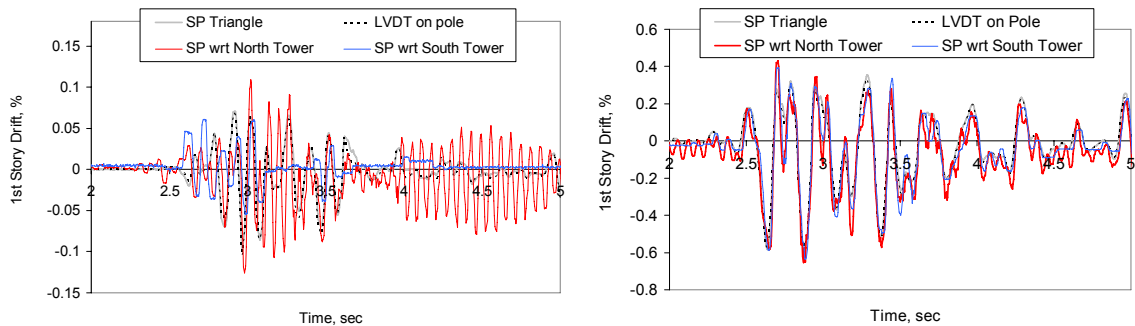 SP Triangle LVDT on pole
SP wrt North Tower SP wrt South Tower
0.15
0.1
0.05
0
-0.05
-0.1
-0.15
2 2.5 3 3.5 4 4.5 5
1st Story Drift, %
Time, sec
SP Triangle LVDT on Pole
SP wrt North Tower SP wrt South Tower
0.6
0.4
0.2
0
-0.2
-0.4
-0.6
-0.8
2 2.5 3 3.5 4 4.5 5
1st Story Drift, %
Time, sec